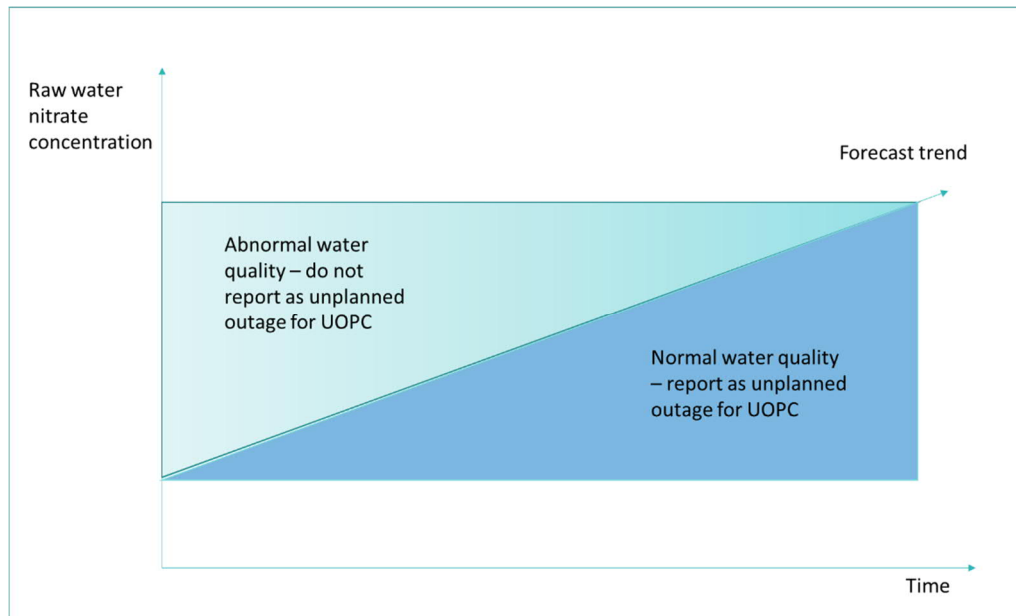 Raw water
nitrate
concentration
Forecast trend
Abnormal water
quality – do not
report as unplanned
outage for UOPC
Normal water quality
– report as unplanned
outage for UOPC
Time